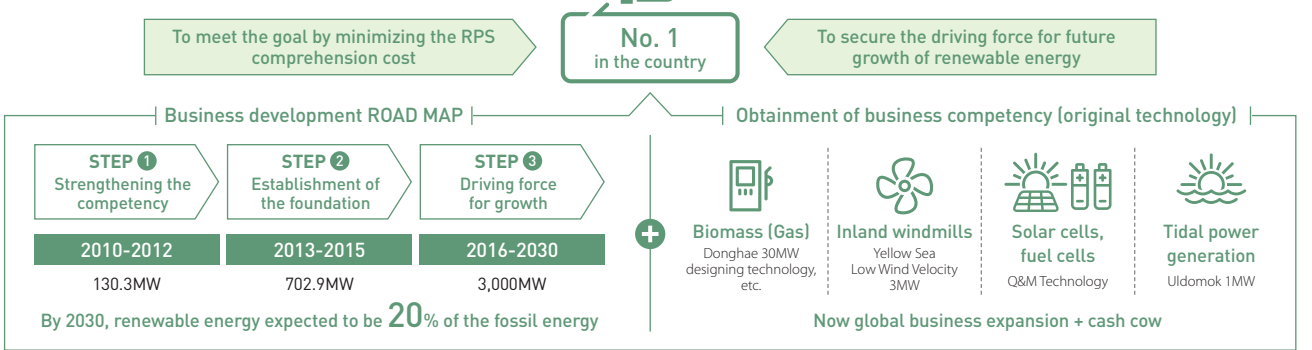 To meet the goal by minimizing the RPS
comprehension cost
No. 1
in the country
To secure the driving force for future
growth of renewable energy
Business development ROAD MAP
STEP 1
Strengthening the
competency
STEP 2
Establishment of
the foundation
STEP 3
Driving force
for growth
2010-2012
2013-2015
2016-2030
130.3MW
702.9MW
3,000MW
By 2030, renewable energy expected to be 20% of the fossil energy
+
Obtainment of business competency (original technology)
Biomass (Gas)
Donghae 30MW
designing technology,
etc.
Inland windmills
Yellow Sea
Low Wind Velocity
3MW
Solar cells,
fuel cells
Q&M Technology
Tidal power
generation
Uldomok 1MW
Now global business expansion + cash cow